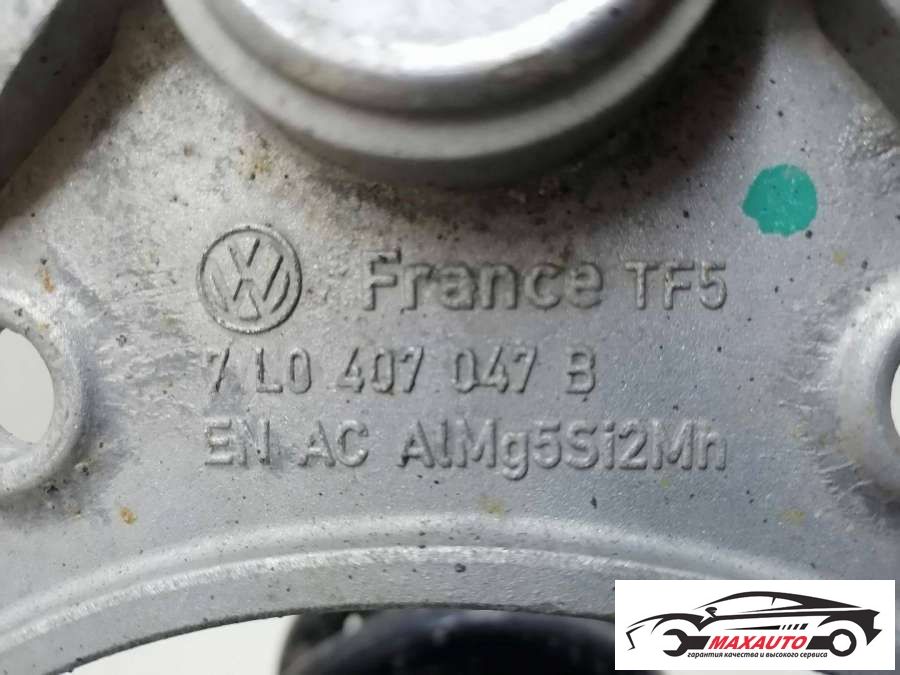 VW France TF5
7 L0 407 047 B
EN AC AlMg5Si2Mn
MAXAUTO
гарантия качества и высокого сервиса